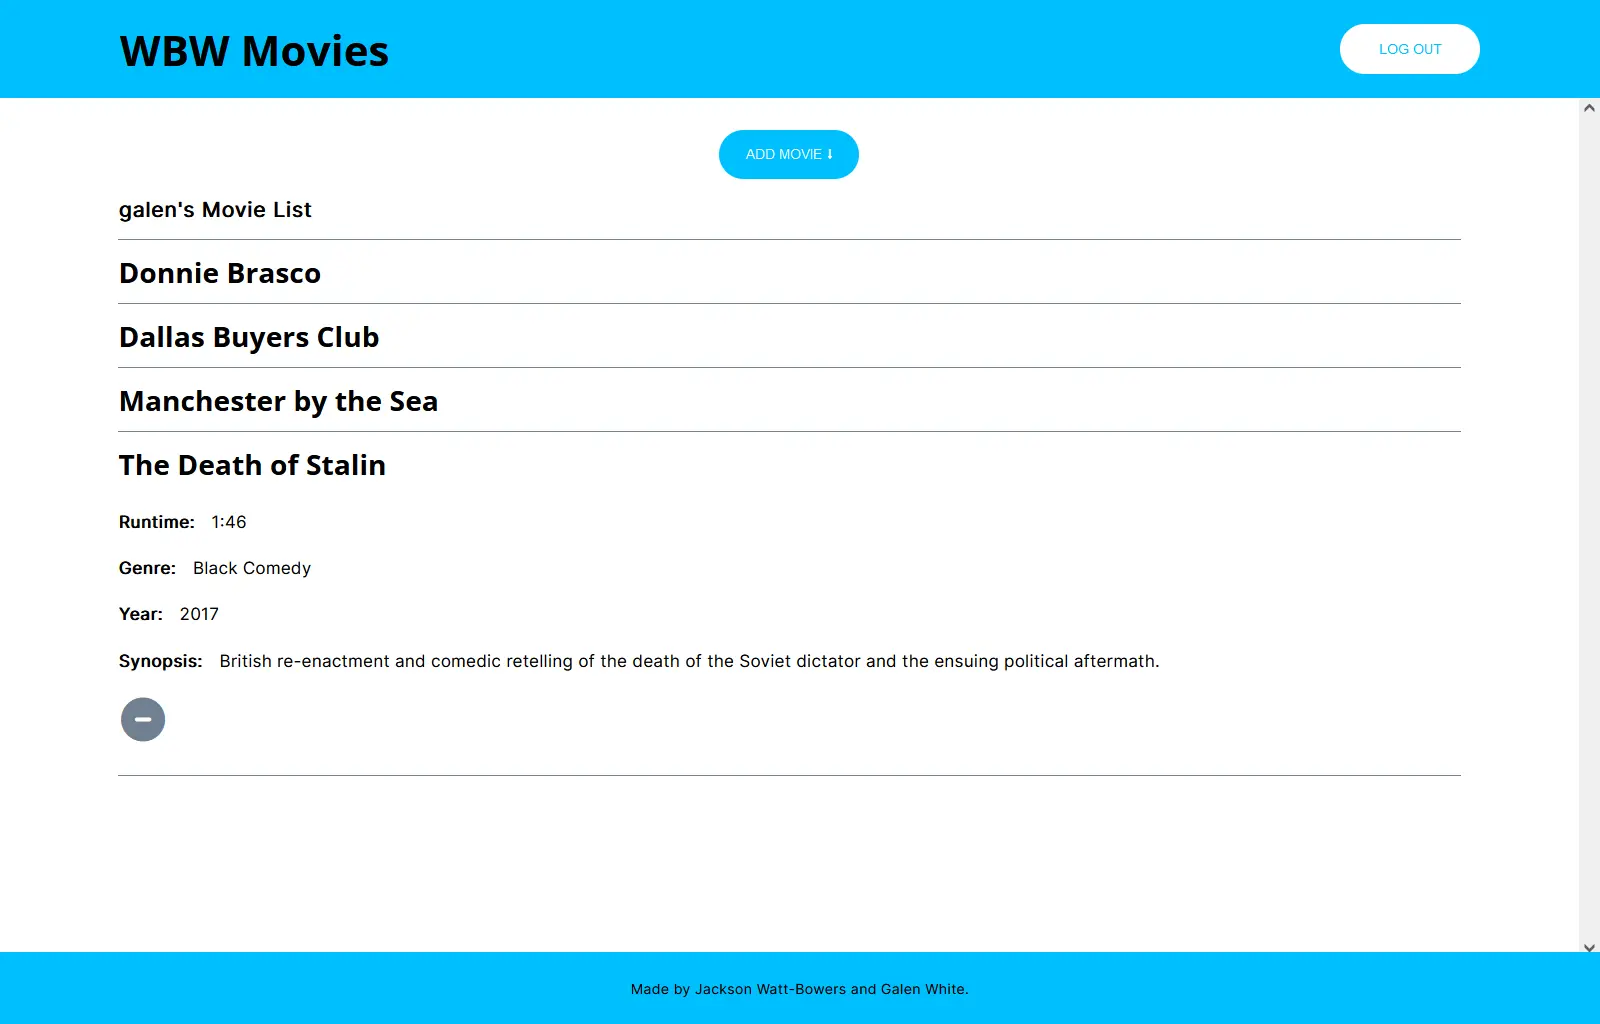 WBW Movies
LOG OUT
ADD MOVIE ⭣
galen's Movie List
Donnie Brasco
Dallas Buyers Club
Manchester by the Sea
The Death of Stalin
Runtime: 1:46
Genre: Black Comedy
Year: 2017
Synopsis: British re-enactment and comedic retelling of the death of the Soviet dictator and the ensuing political aftermath.
Made by Jackson Watt-Bowers and Galen White.